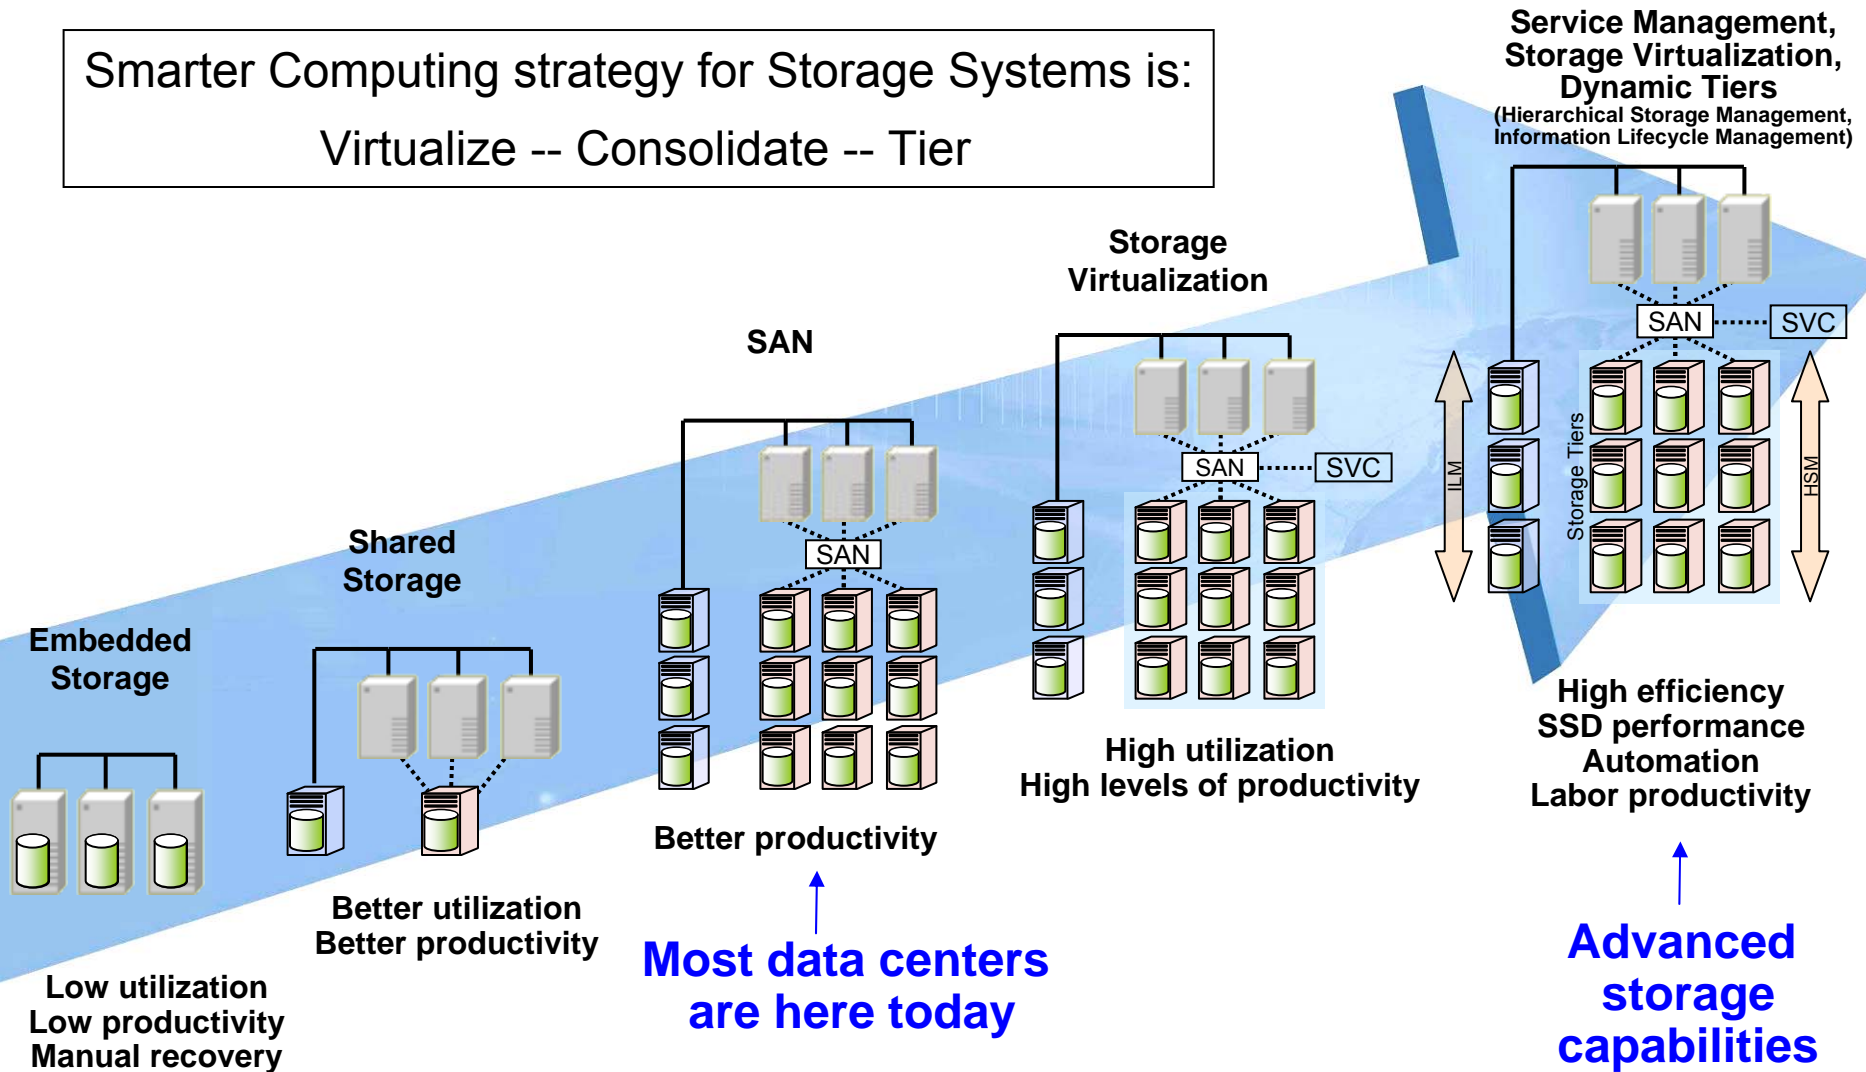 Smarter Computing strategy for Storage Systems is:
Virtualize -- Consolidate -- Tier
Embedded
Storage
Low utilization
Low productivity
Manual recovery
Shared
Storage
Better utilization
Better productivity
SAN
SAN
Better productivity
Most data centers
are here today
Storage
Virtualization
SAN
SVC
High utilization
High levels of productivity
Service Management,
Storage Virtualization,
Dynamic Tiers
(Hierarchical Storage Management,
Information Lifecycle Management)
SAN
SVC
ILM
Storage Tiers
HSM
High efficiency
SSD performance
Automation
Labor productivity
Advanced
storage
capabilities